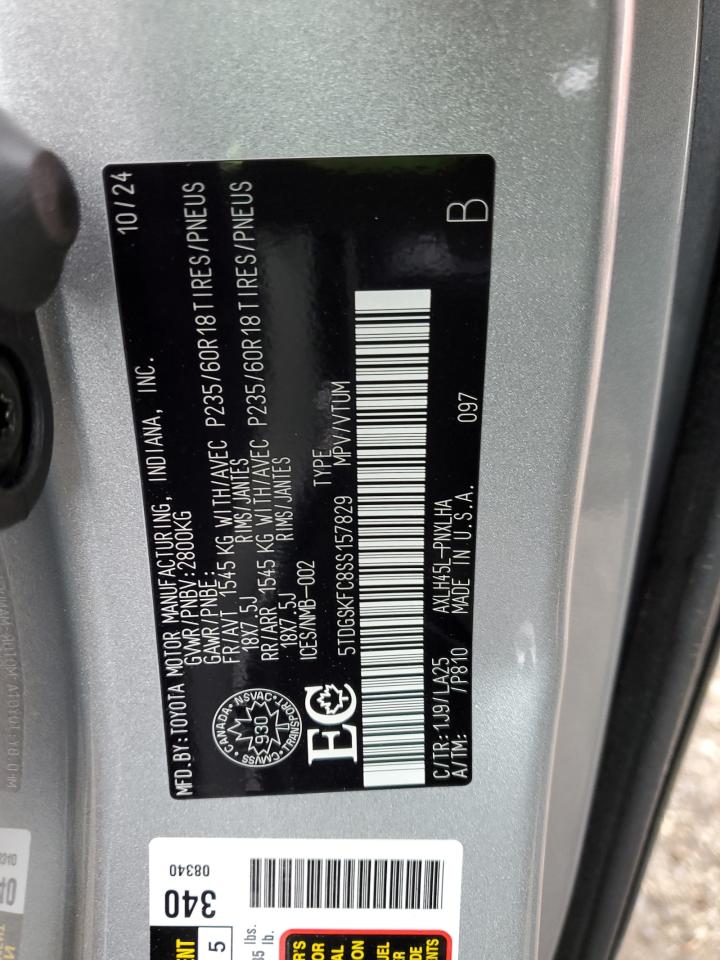 MFD.BY:TOYOTA MOTOR MANUFACTURING, INDIANA, INC. 10/24
GVWR/PNBV:2800KG
GAWR/PNBE:
FR/AVT 1545 KG WITH/AVEC P235/60R18 TIRES/PNEUS
18X7.5J RIMS/JANTES
RR/ARR 1545 KG WITH/AVEC P235/60R18 TIRES/PNEUS
18X7.5J RIMS/JANTES
ICES/NMB-002 TYPE
5TDGSKFC8SS157829 MPV/VTUM
CANADA NSVAC TRANSPORT CMVSS
930
EC
B
C/TR:1J9/LA25 AXLH45L-PNXLHA 097
A/TM: /P810 MADE IN U.S.A.
340
08340
5
lbs.
lb.